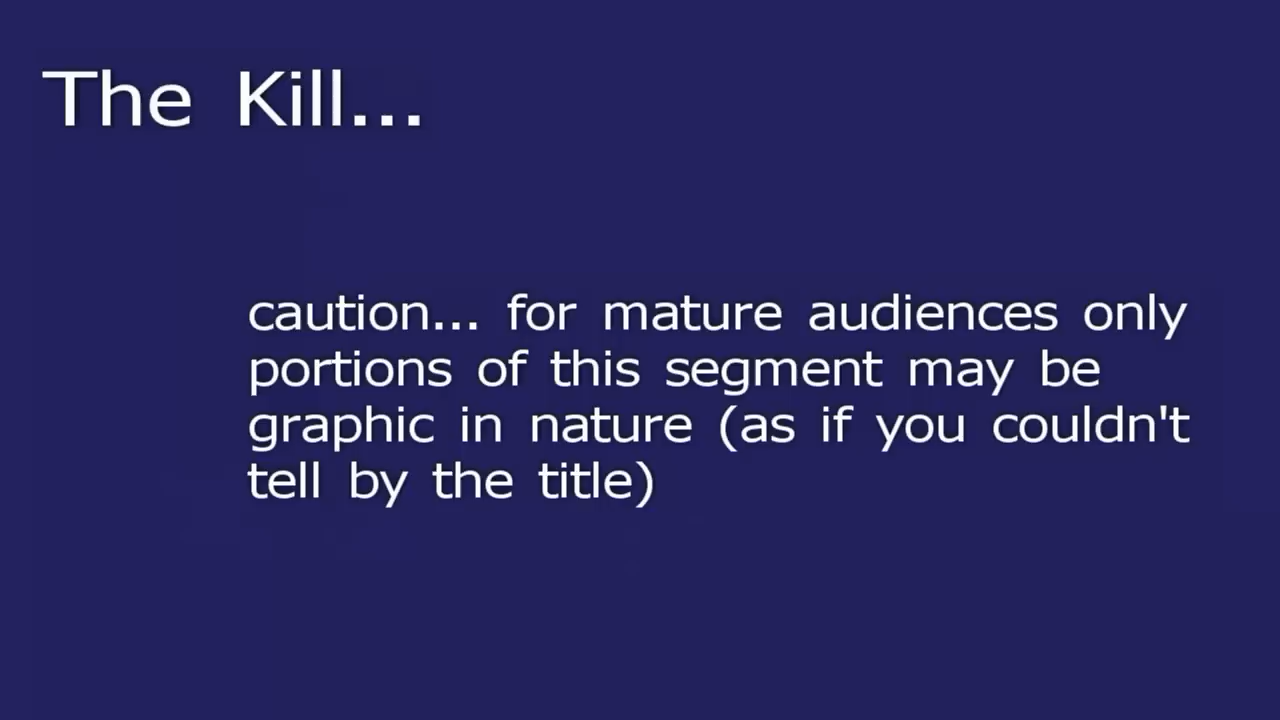 The Kill...
caution... for mature audiences only
portions of this segment may be
graphic in nature (as if you couldn't
tell by the title)